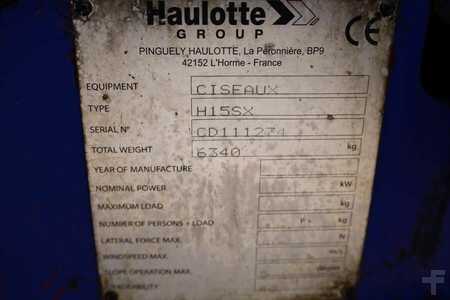 Haulotte
GROUP
PINGUELY HAULOTTE, La Péronnière, BP9
42152 L'Horme - France
CE
EQUIPMENT CISEAUX
TYPE H15SX
SERIAL N° CD111274
TOTAL WEIGHT 6340 kg
YEAR OF MANUFACTURE
NOMINAL POWER kW
MAXIMUM LOAD kg
NUMBER OF PERSONS + LOAD P+ kg
LATERAL FORCE MAX. N
WINDSPEED MAX. m/s
SLOPE OPERATION MAX.